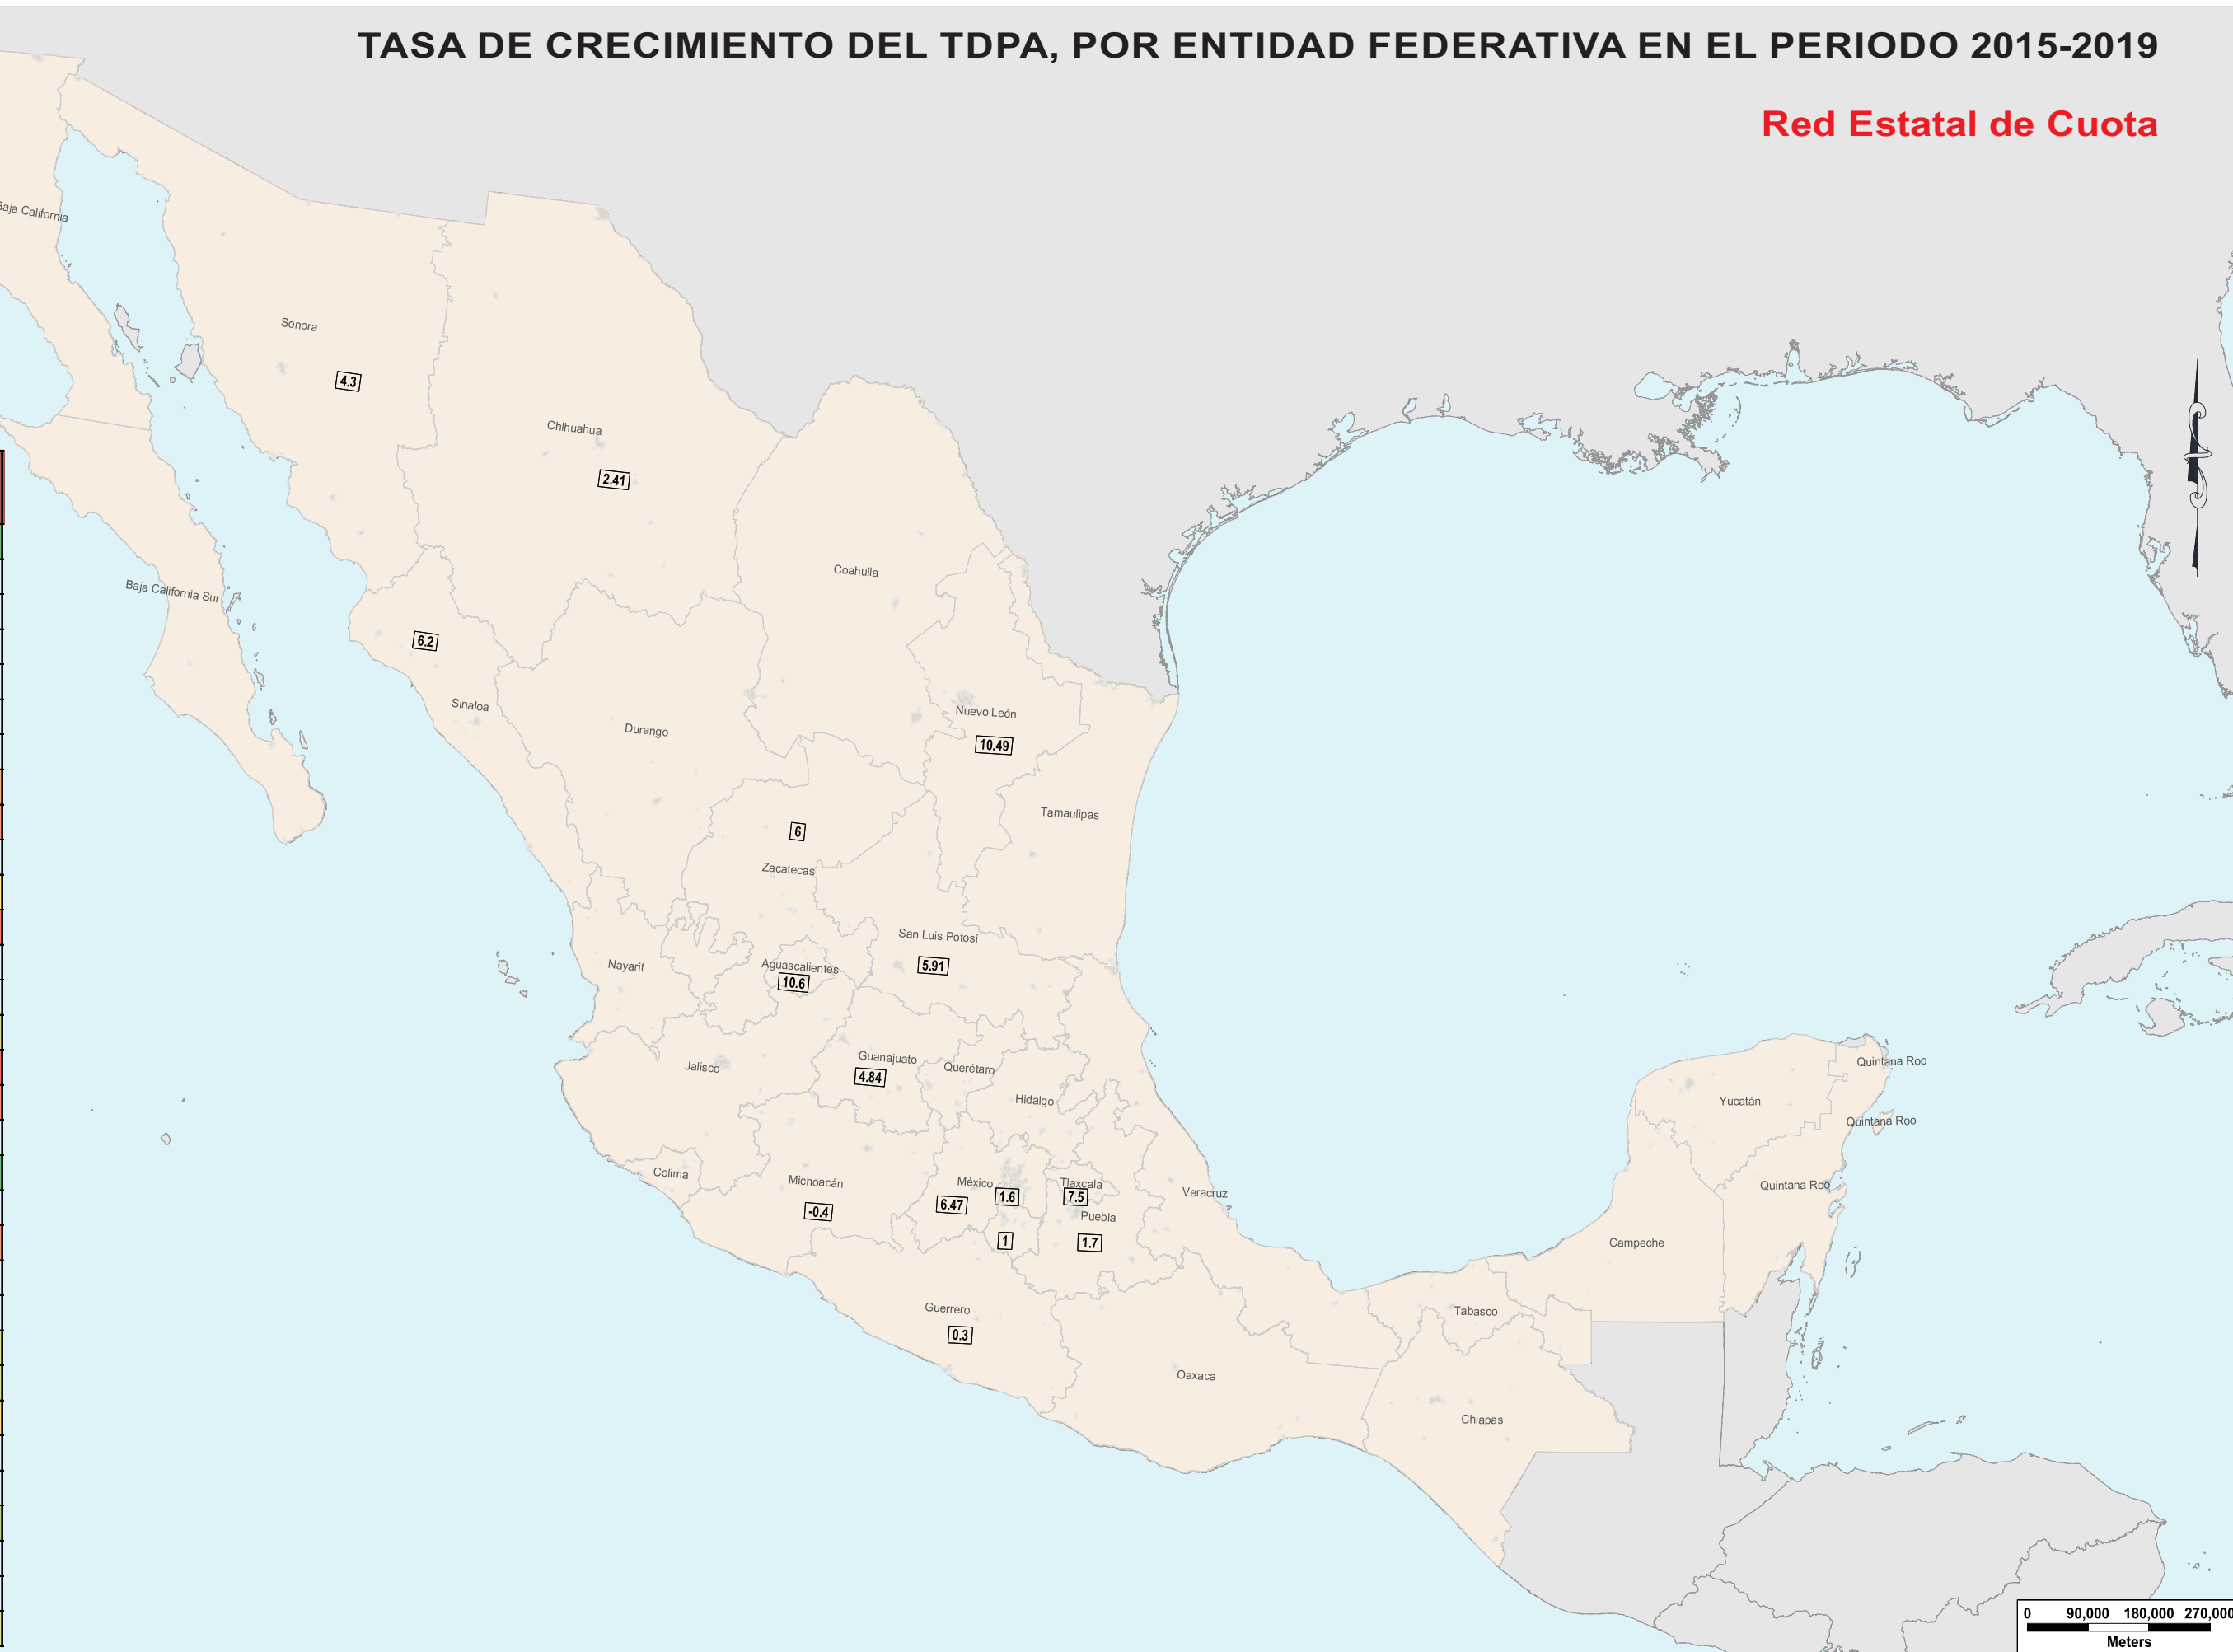 TASA DE CRECIMIENTO DEL TDPA, POR ENTIDAD FEDERATIVA EN EL PERIODO 2015-2019
Red Estatal de Cuota
Baja California
Sonora
4.3
Chihuahua
2.41
Coahuila
Baja California Sur
6.2
Sinaloa
Durango
Nuevo León
10.49
Tamaulipas
6
Zacatecas
San Luis Potosí
5.91
Nayarit
Aguascalientes
10.6
Jalisco
Guanajuato
4.84
Querétaro
Hidalgo
Quintana Roo
Yucatán
Quintana Roo
Colima
Michoacán
-0.4
México
6.47
1.6
Tlaxcala
7.5
Puebla
1.7
1
Veracruz
Quintana Roo
Campeche
Guerrero
0.3
Tabasco
Oaxaca
Chiapas
0 90,000 180,000 270,000
Meters